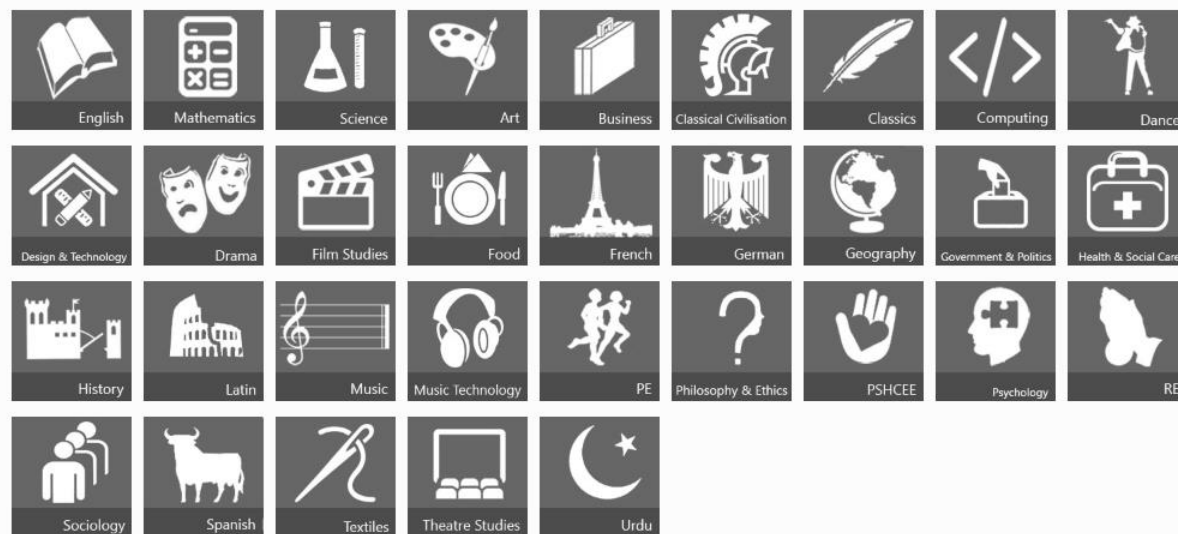 English
Mathematics
Science
Art
Business
Classical Civilisation
Classics
Computing
Dance
Design & Technology
Drama
Film Studies
Food
French
German
Geography
Government & Politics
Health & Social Care
History
Latin
Music
Music Technology
PE
Philosophy & Ethics
PSHCEE
Psychology
RE
Sociology
Spanish
Textiles
Theatre Studies
Urdu